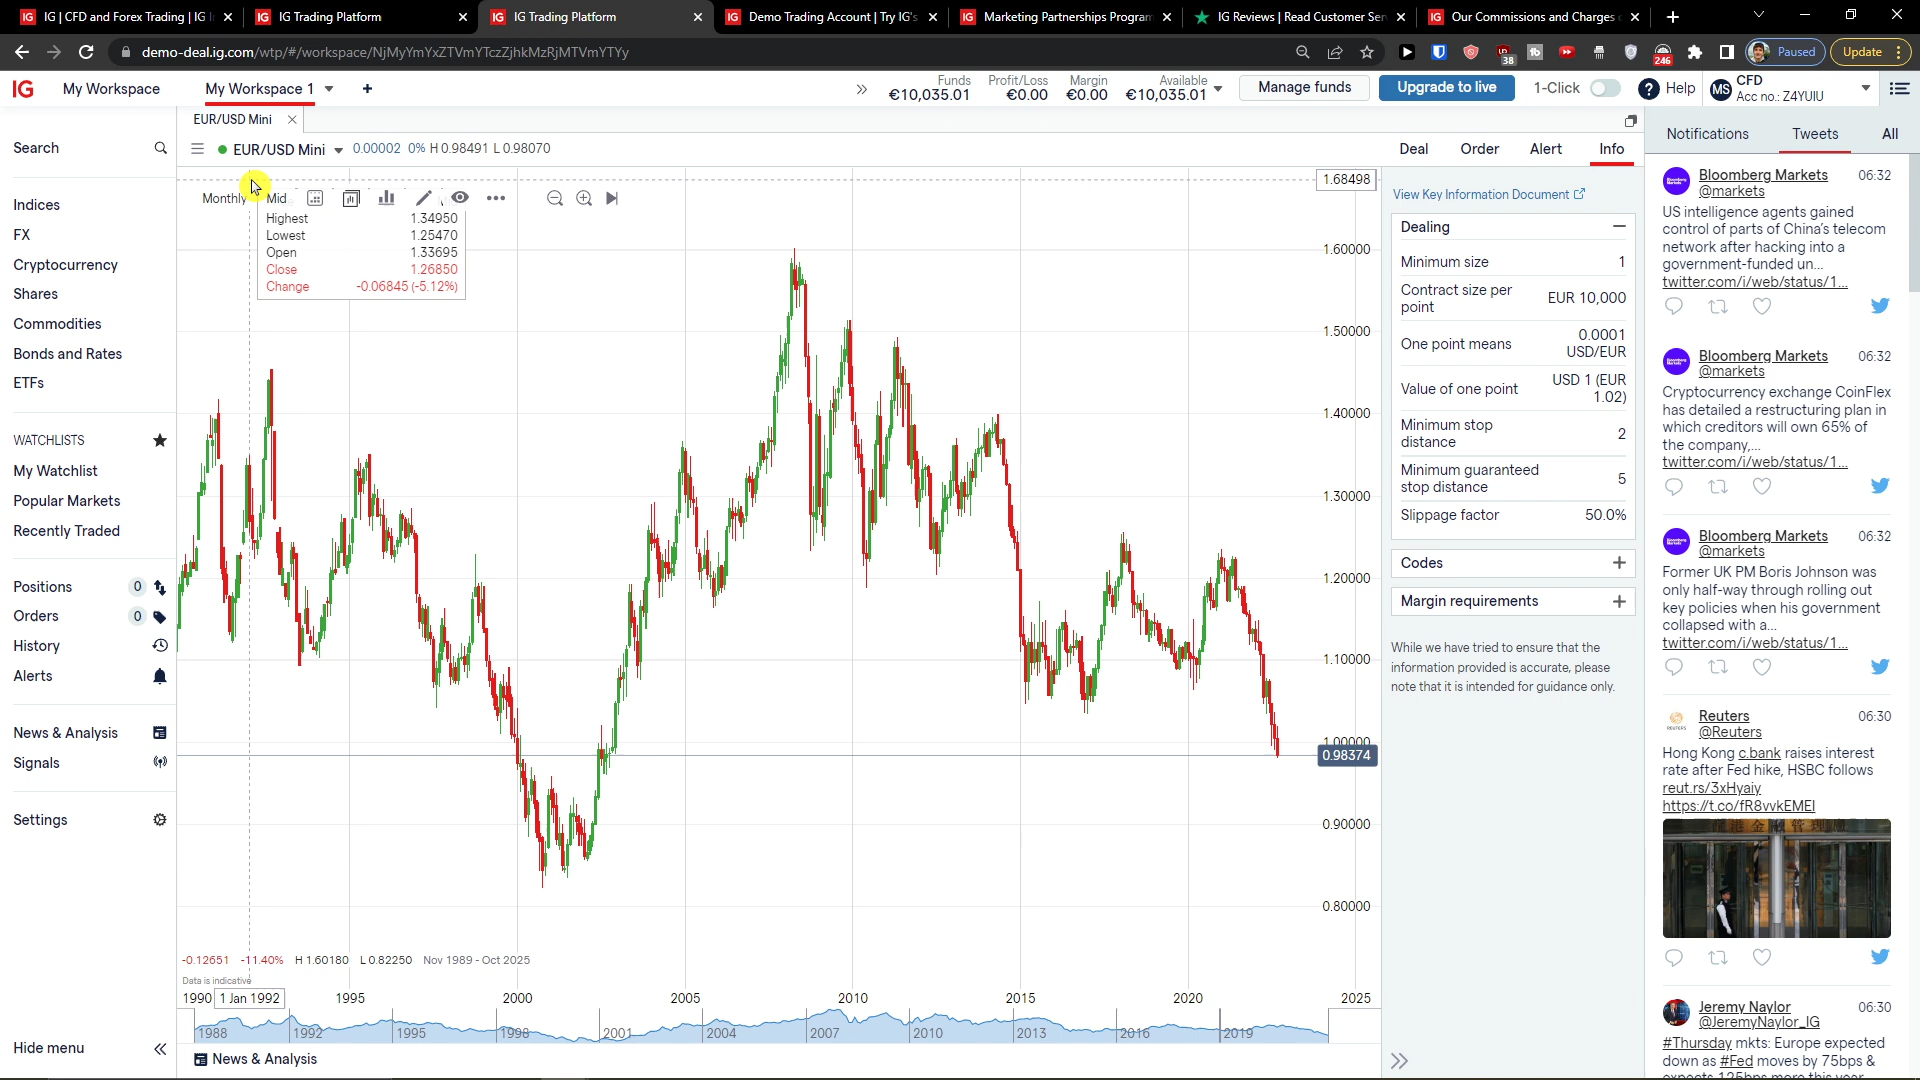 IG | CFD and Forex Trading | IG I
IG Trading Platform
IG Trading Platform
Demo Trading Account | Try IG's
Marketing Partnerships Program
IG Reviews | Read Customer Ser
Our Commissions and Charges
demo-deal.ig.com/wtp/#/workspace/NjMyYmYxZTVmYTczZjhkMzRjMTVmYTYy
38
246
Paused
Update
IG
My Workspace
My Workspace 1
Funds
€10,035.01
Profit/Loss
€0.00
Margin
€0.00
Available
€10,035.01
Manage funds
Upgrade to live
1-Click
Help
MS
CFD
Acc no.: Z4YUIU
EUR/USD Mini
Search
EUR/USD Mini
0.00002 0% H 0.98491 L 0.98070
Deal
Order
Alert
Info
Notifications
Tweets
All
Indices
FX
Cryptocurrency
Shares
Commodities
Bonds and Rates
ETFs
WATCHLISTS
My Watchlist
Popular Markets
Recently Traded
Positions 0
Orders 0
History
Alerts
News & Analysis
Signals
Settings
Hide menu
Monthly
Mid
Highest 1.34950
Lowest 1.25470
Open 1.33695
Close 1.26850
Change -0.06845 (-5.12%)
1.68498
1.60000
1.50000
1.40000
1.30000
1.20000
1.10000
1.00000
0.98374
0.90000
0.80000
-0.12651 -11.40% H 1.60180 L 0.82250 Nov 1989 - Oct 2025
Data is indicative
1990
1 Jan 1992
1995
2000
2005
2010
2015
2020
2025
1988
1992
1995
1998
2001
2004
2007
2010
2013
2016
2019
News & Analysis
View Key Information Document
Dealing
Minimum size 1
Contract size per point EUR 10,000
One point means 0.0001 USD/EUR
Value of one point USD 1 (EUR 1.02)
Minimum stop distance 2
Minimum guaranteed stop distance 5
Slippage factor 50.0%
Codes
Margin requirements
While we have tried to ensure that the
information provided is accurate, please
note that it is intended for guidance only.
Bloomberg Markets 06:32
@markets
US intelligence agents gained
control of parts of China's telecom
network after hacking into a
government-funded un...
twitter.com/i/web/status/1...
Bloomberg Markets 06:32
@markets
Cryptocurrency exchange CoinFlex
has detailed a restructuring plan in
which creditors will own 65% of
the company,...
twitter.com/i/web/status/1...
Bloomberg Markets 06:32
@markets
Former UK PM Boris Johnson was
only half-way through rolling out
key policies when his government
collapsed with a...
twitter.com/i/web/status/1...
Reuters 06:30
@Reuters
Hong Kong c.bank raises interest
rate after Fed hike, HSBC follows
reut.rs/3xHyaiy
https://t.co/fR8vvkEMEI
Jeremy Naylor 06:30
@JeremyNaylor_IG
#Thursday mkts: Europe expected
down as #Fed moves by 75bps &